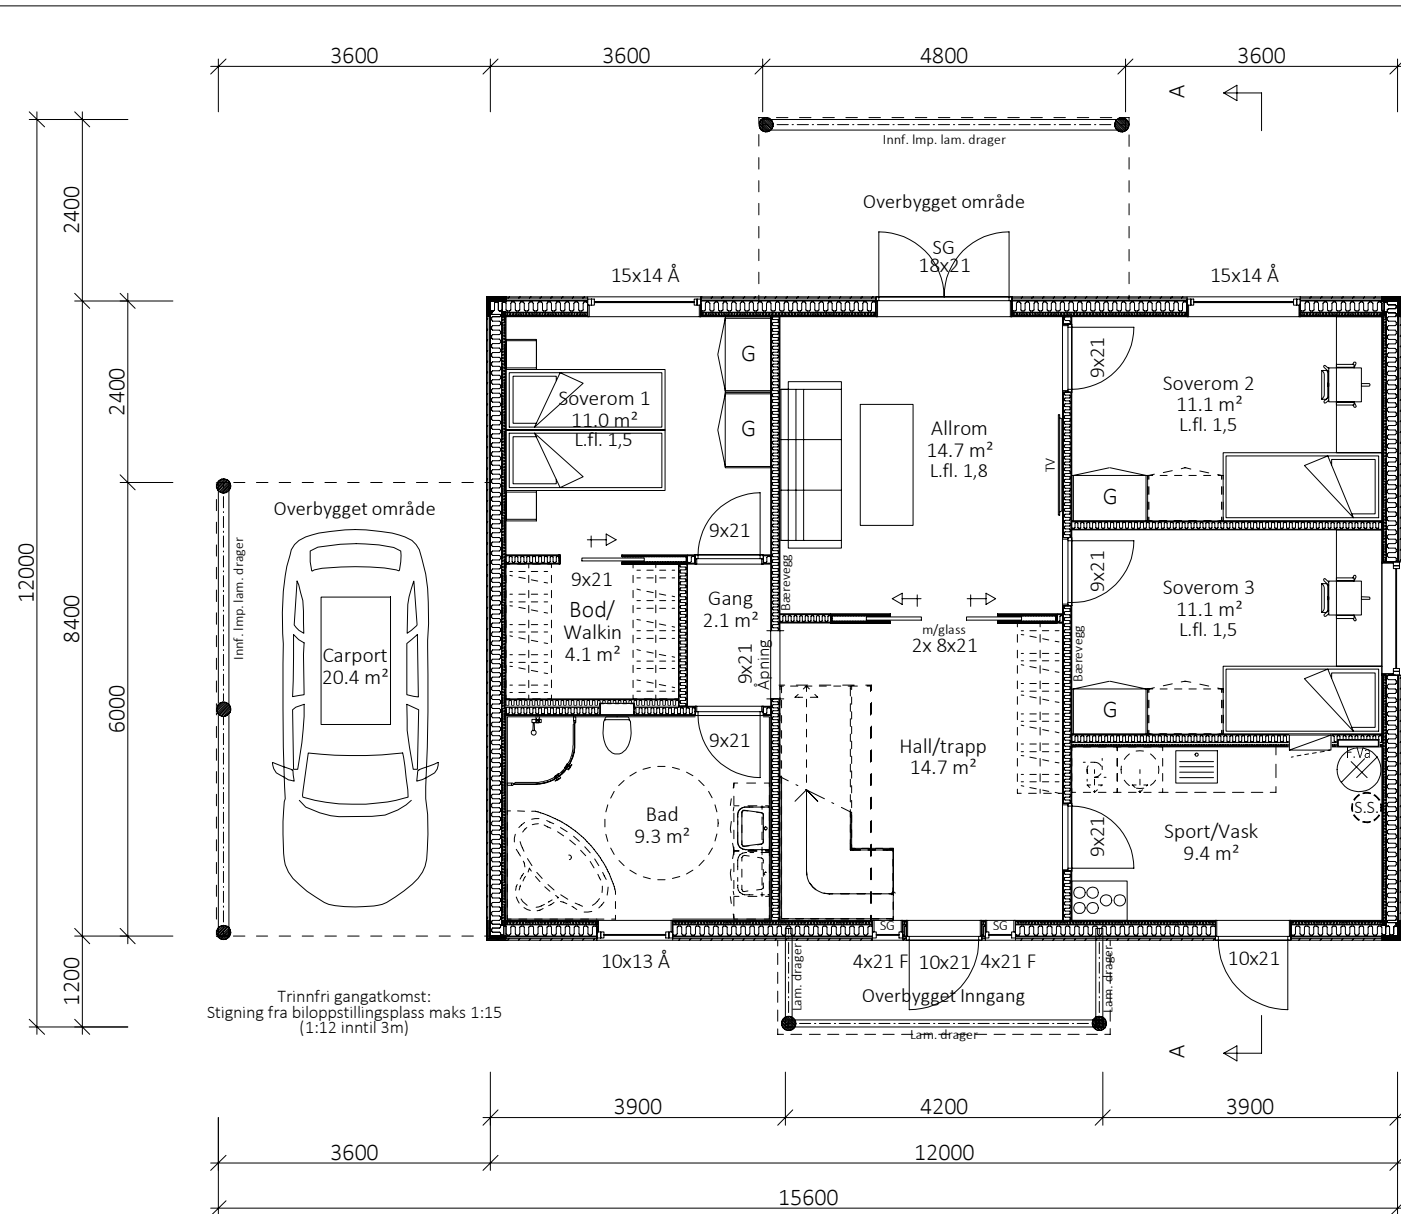 3600
3600
4800
3600
A
Innf. Imp. lam. drager
2400
Overbygget område
SG
18x21
15x14 Å
15x14 Å
G
9x21
Soverom 1
11.0 m²
L.fl. 1,5
G
Allrom
14.7 m²
L.fl. 1,8
TV
Soverom 2
11.1 m²
L.fl. 1,5
2400
G
Overbygget område
9x21
12000
8400
Innf. Imp. lam. drager
9x21
Bod/
Walkin
4.1 m²
Gang
2.1 m²
Bærevegg
9x21
Soverom 3
11.1 m²
L.fl. 1,5
m/glass
2x 8x21
Bærevegg
Carport
20.4 m²
9x21
Åpning
6000
G
9x21
Hall/trapp
14.7 m²
F.Va
S.S.
Bad
9.3 m²
9x21
Sport/Vask
9.4 m²
SG
SG
10x13 Å
4x21 F
10x21
4x21 F
10x21
1200
Lam. drager
Lam. drager
Overbygget Inngang
Trinnfri gangatkomst:
Stigning fra biloppstillingsplass maks 1:15
(1:12 inntil 3m)
Lam. drager
A
3900
4200
3900
3600
12000
15600